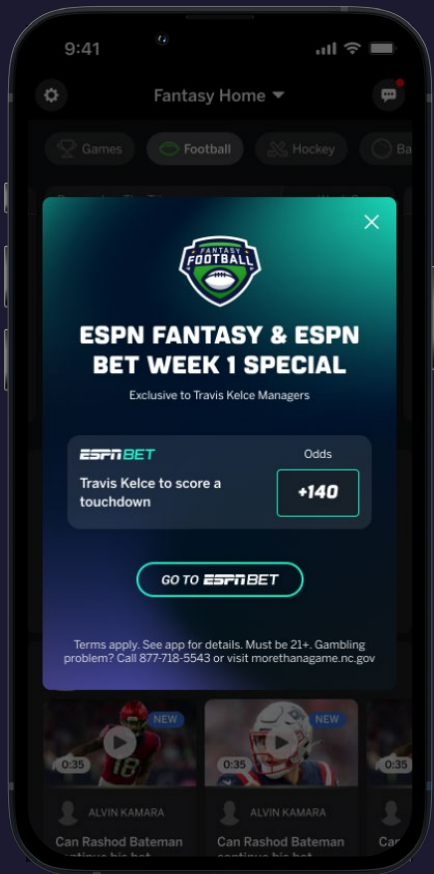 9:41
Fantasy Home
Games
Football
Hockey
Ba
FANTASY
FOOTBALL
ESPN FANTASY & ESPN
BET WEEK 1 SPECIAL
Exclusive to Travis Kelce Managers
ESPN BET
Odds
Travis Kelce to score a
touchdown
+140
GO TO ESPN BET
Terms apply. See app for details. Must be 21+. Gambling
problem? Call 877-718-5543 or visit morethanagame.nc.gov
NEW
NEW
18
0:35
0:35
0:35
ALVIN KAMARA
ALVIN KAMARA
Can Rashod Bateman
Can Rashod Bateman